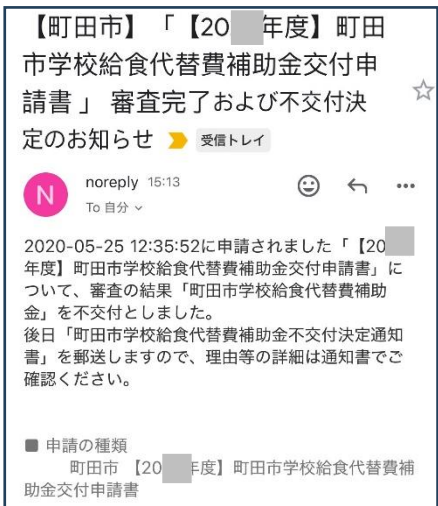 【町田市】「【20 年度】町田
市学校給食代替費補助金交付申
請書 」 審査完了および不交付決
定のお知らせ 受信トレイ
N
noreply 15:13
To 自分
2020-05-25 12:35:52に申請されました「【20
年度】町田市学校給食代替費補助金交付申請書」に
ついて、審査の結果「町田市学校給食代替費補助
金」を不交付としました。
後日「町田市学校給食代替費補助金不交付決定通知
書」を郵送しますので、理由等の詳細は通知書でご
確認ください。
■ 申請の種類
町田市 【20 年度】町田市学校給食代替費補
助金交付申請書